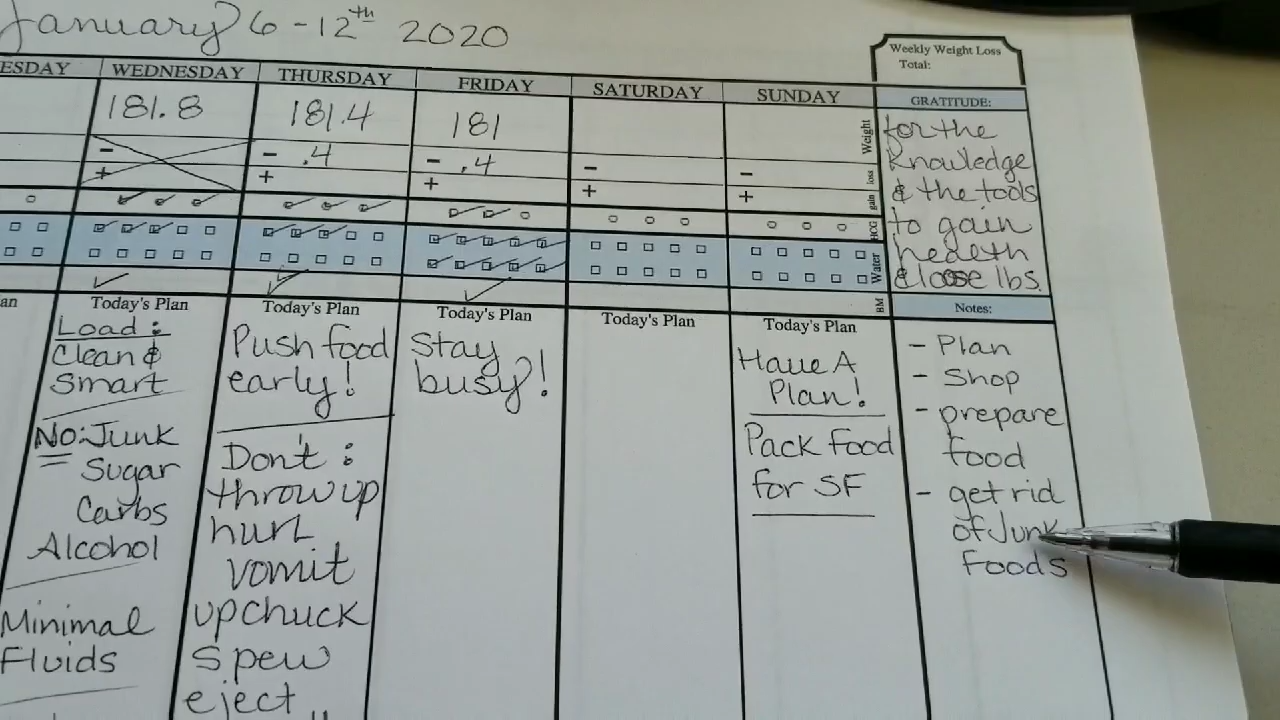 January 6 - 12th 2020
Weekly Weight Loss
Total:
ESDAY WEDNESDAY THURSDAY FRIDAY SATURDAY SUNDAY GRATITUDE:
181.8 181.4 181 Weight
- - .4 - .4 - - loss
+ + + + + gain
HCG
Water
BM
for the
knowledge
& the tools
to gain
& loose lbs.
an Today's Plan Today's Plan Today's Plan Today's Plan Today's Plan Notes:
Load:
Clean &
Smart
No: Junk
Sugar
Carbs
Alcohol
Minimal
Fluids
Push food
early!
Don't:
throw up
hurl
vomit
upchuck
spew
eject
Stay
busy!
Have A
Plan!
Pack Food
for SF
- Plan
- Shop
- prepare
food
- get rid
of Junk
Foods